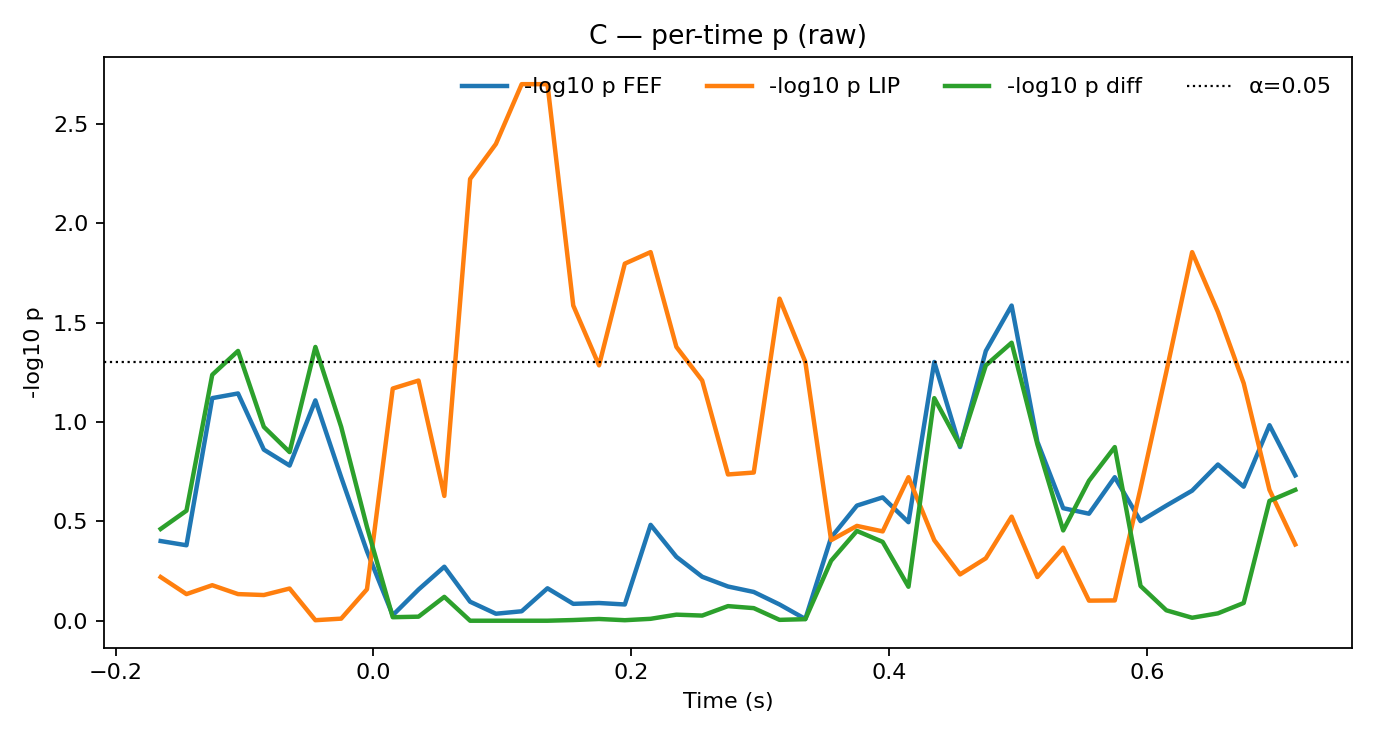 C — per-time p (raw)
-log10 p FEF
-log10 p LIP
-log10 p diff
α=0.05
2.5
2.0
1.5
1.0
0.5
0.0
-log10 p
−0.2
0.0
0.2
0.4
0.6
Time (s)